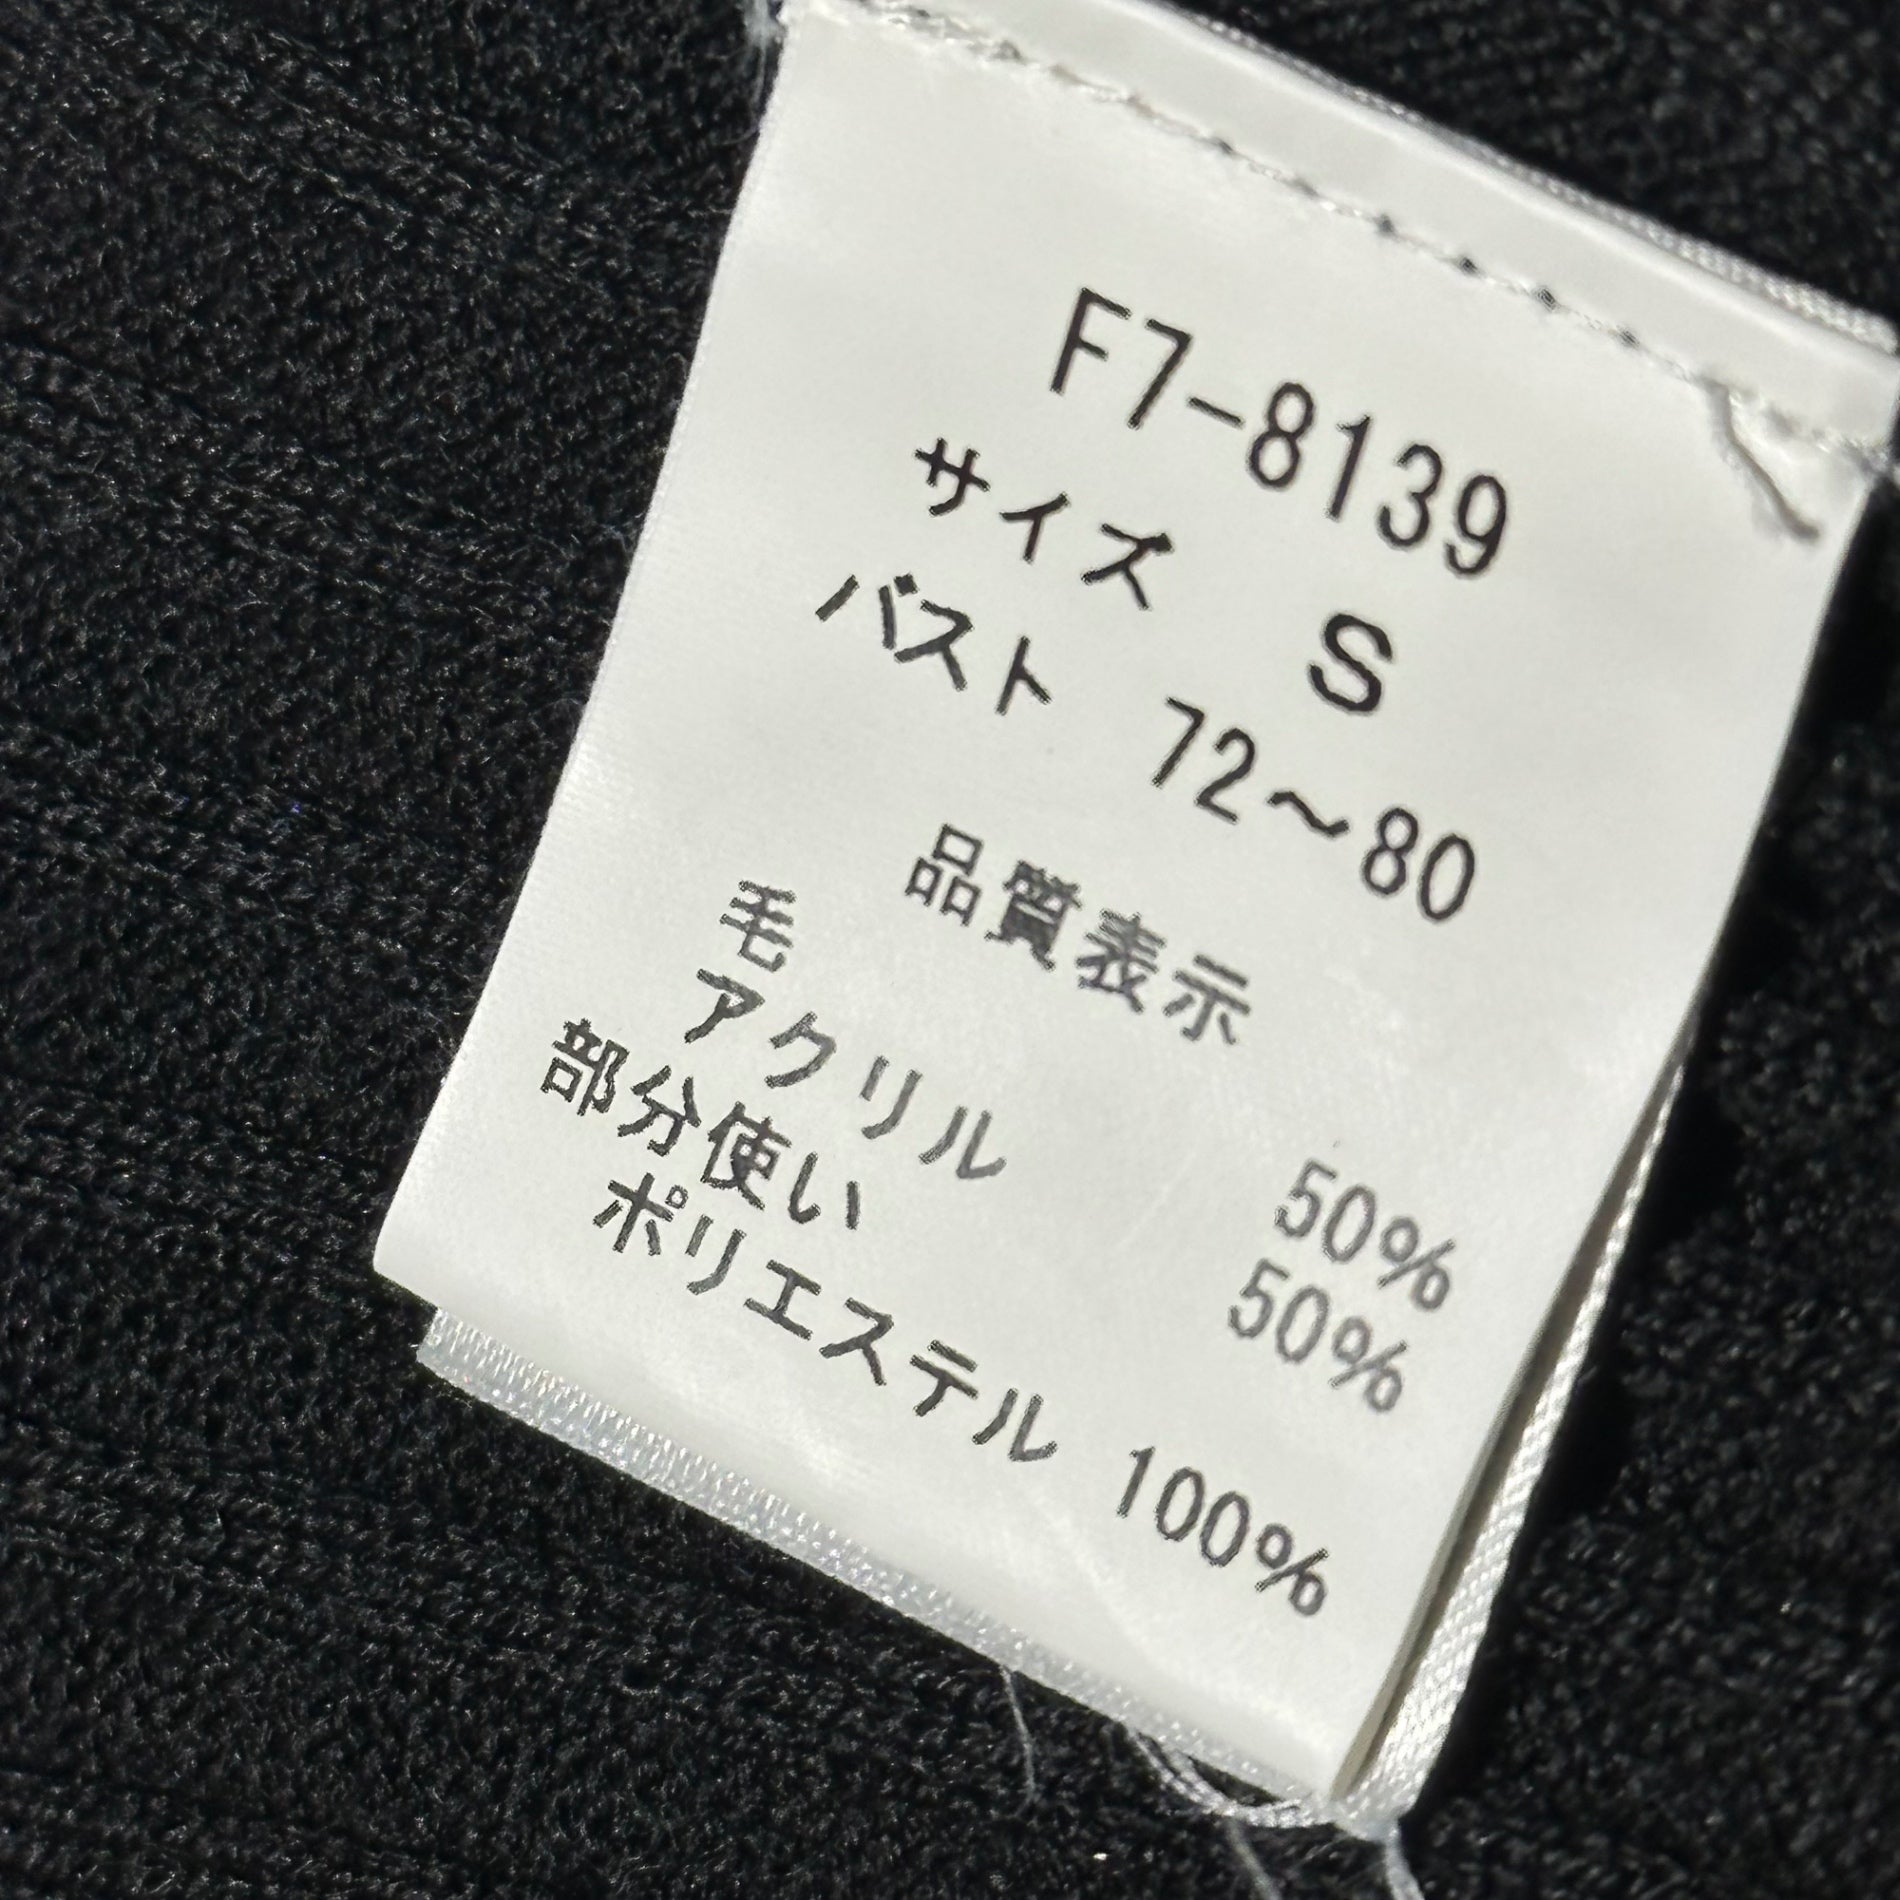 F7-8139
サイズ S
バスト 72～80
品質表示
毛 50%
アクリル 50%
部分使い
ポリエステル 100%